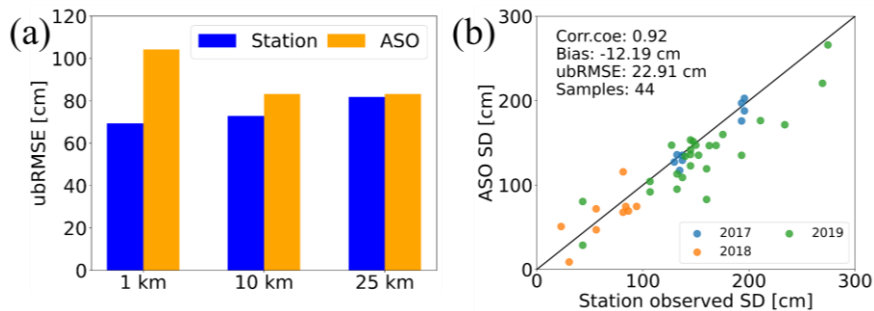 (a)
ubRMSE [cm]
120
100
80
60
40
20
0
Station
ASO
1 km
10 km
25 km
(b)
ASO SD [cm]
300
200
100
0
Corr.coe: 0.92
Bias: -12.19 cm
ubRMSE: 22.91 cm
Samples: 44
2017
2019
2018
0
100
200
300
Station observed SD [cm]